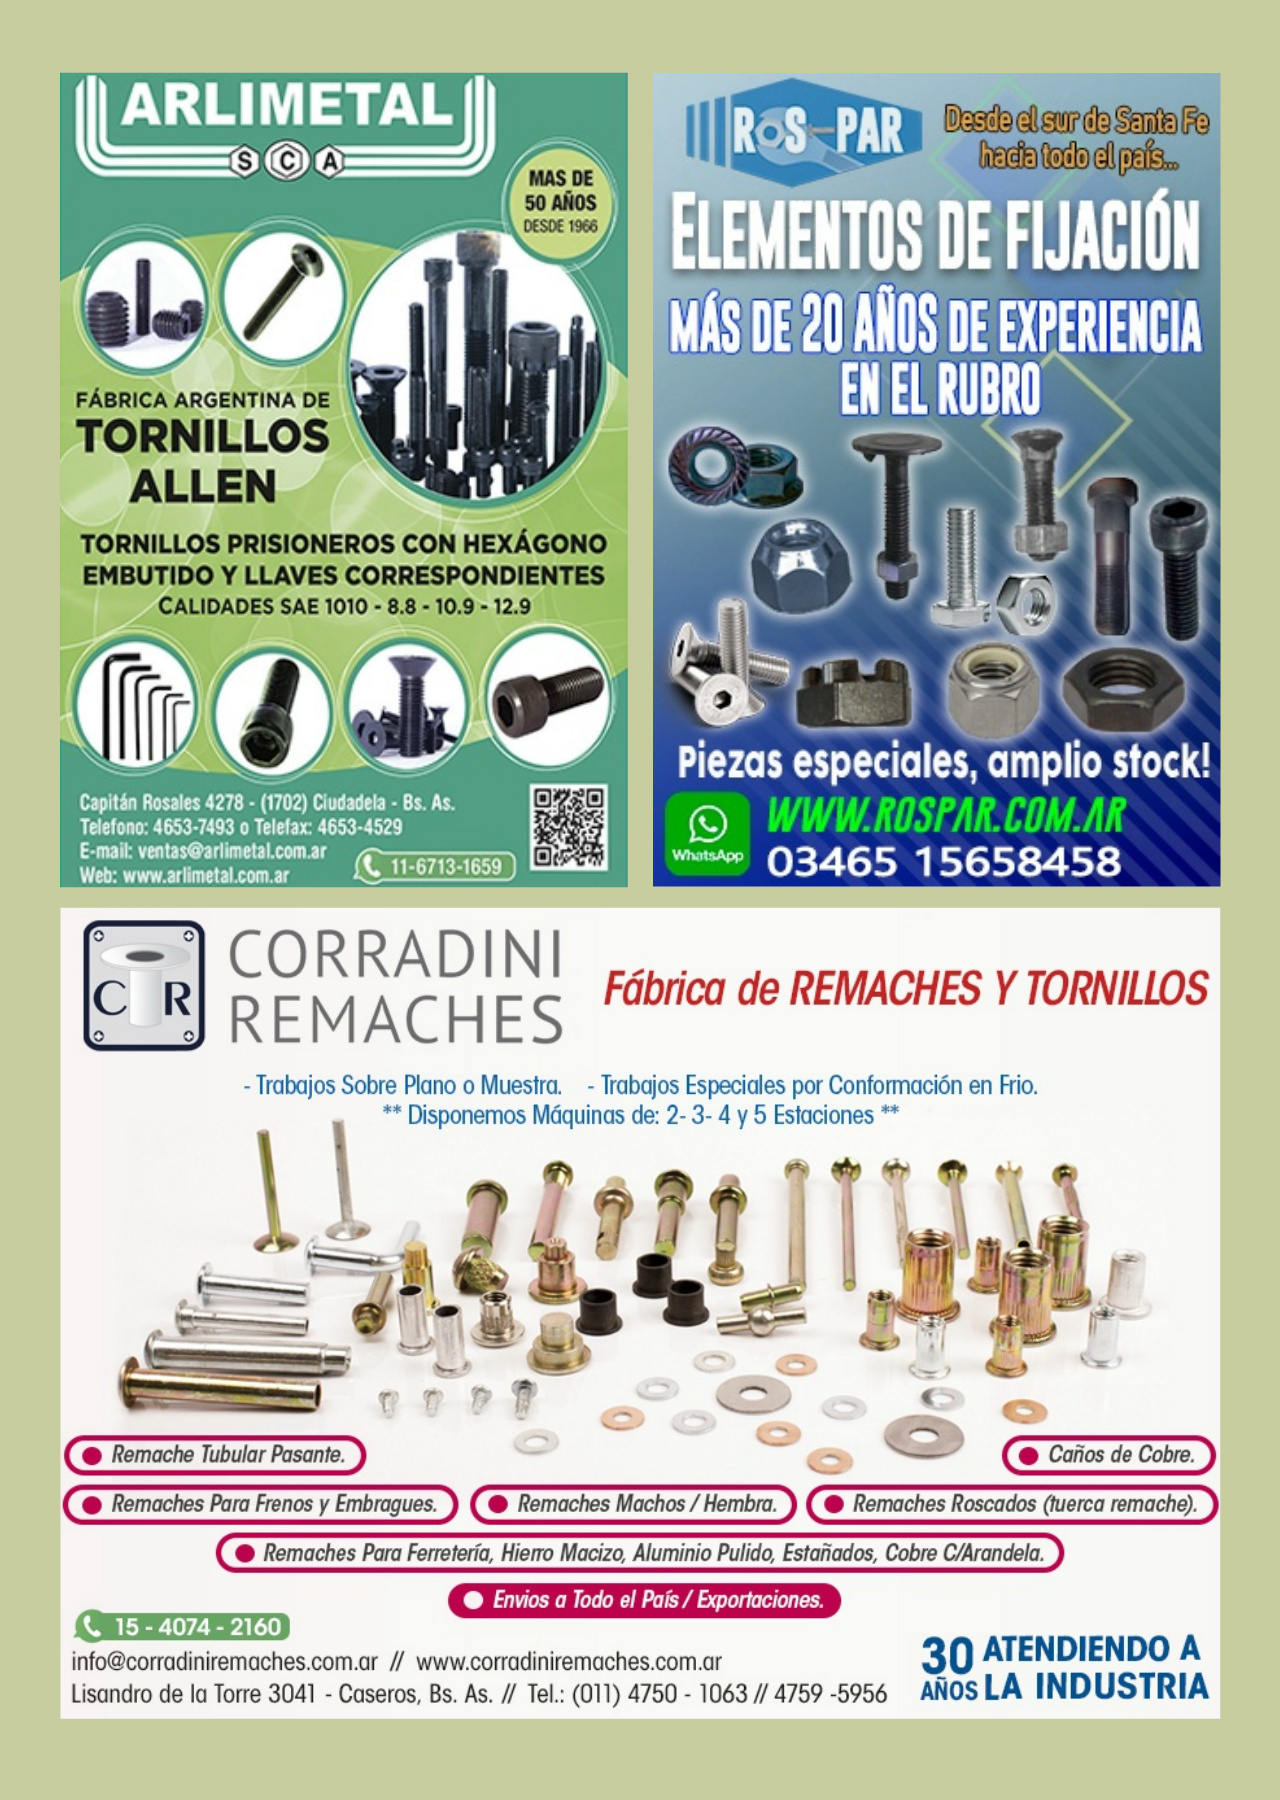 ARLIMETAL
S C A
MAS DE
50 AÑOS
DESDE 1966
FÁBRICA ARGENTINA DE
TORNILLOS
ALLEN
TORNILLOS PRISIONEROS CON HEXÁGONO
EMBUTIDO Y LLAVES CORRESPONDIENTES
CALIDADES SAE 1010 - 8.8 - 10.9 - 12.9
Capitán Rosales 4278 - (1702) Ciudadela - Bs. As.
Telefono: 4653-7493 o Telefax: 4653-4529
E-mail: ventas@arlimetal.com.ar
Web: www.arlimetal.com.ar
11-6713-1659
ROS-PAR
Desde el sur de Santa Fe
hacia todo el país...
ELEMENTOS DE FIJACIÓN
MÁS DE 20 AÑOS DE EXPERIENCIA
EN EL RUBRO
Piezas especiales, amplio stock!
WhatsApp
WWW.ROSPAR.COM.AR
03465 15658458
C R
CORRADINI
REMACHES
Fábrica de REMACHES Y TORNILLOS
- Trabajos Sobre Plano o Muestra. - Trabajos Especiales por Conformación en Frio.
** Disponemos Máquinas de: 2- 3- 4 y 5 Estaciones **
Remache Tubular Pasante.
Caños de Cobre.
Remaches Para Frenos y Embragues.
Remaches Machos / Hembra.
Remaches Roscados (tuerca remache).
Remaches Para Ferretería, Hierro Macizo, Aluminio Pulido, Estañados, Cobre C/Arandela.
Envios a Todo el País / Exportaciones.
15 - 4074 - 2160
info@corradiniremaches.com.ar // www.corradiniremaches.com.ar
Lisandro de la Torre 3041 - Caseros, Bs. As. // Tel.: (011) 4750 - 1063 // 4759 -5956
30 AÑOS ATENDIENDO A
LA INDUSTRIA